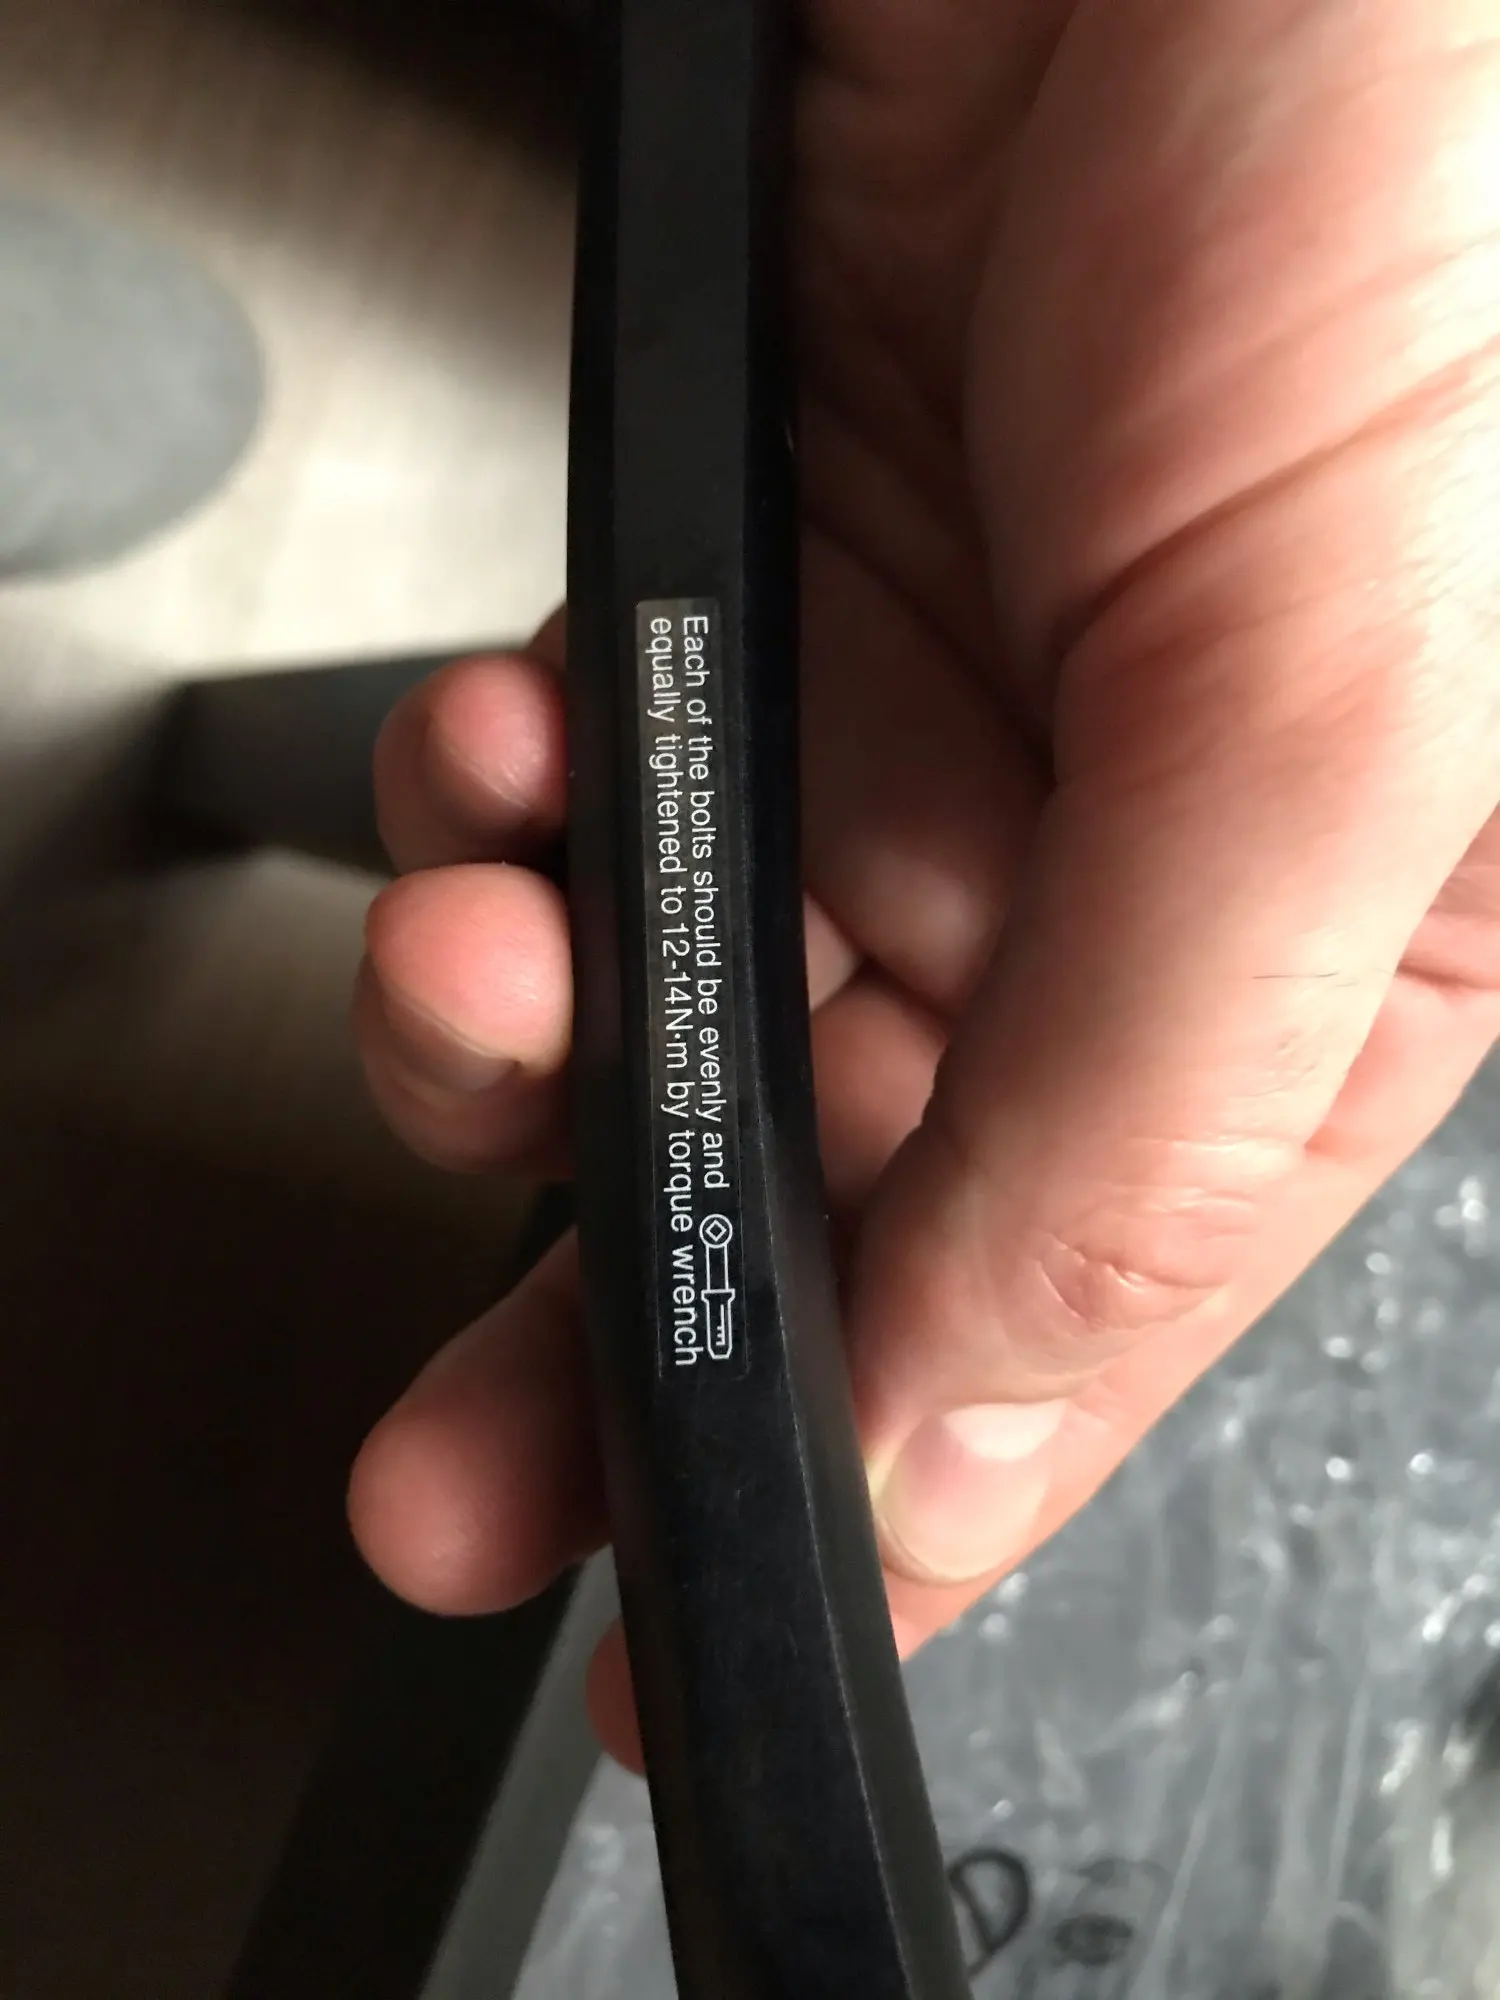 Each of the bolts should be evenly and
equally tightened to 12-14N·m by torque wrench